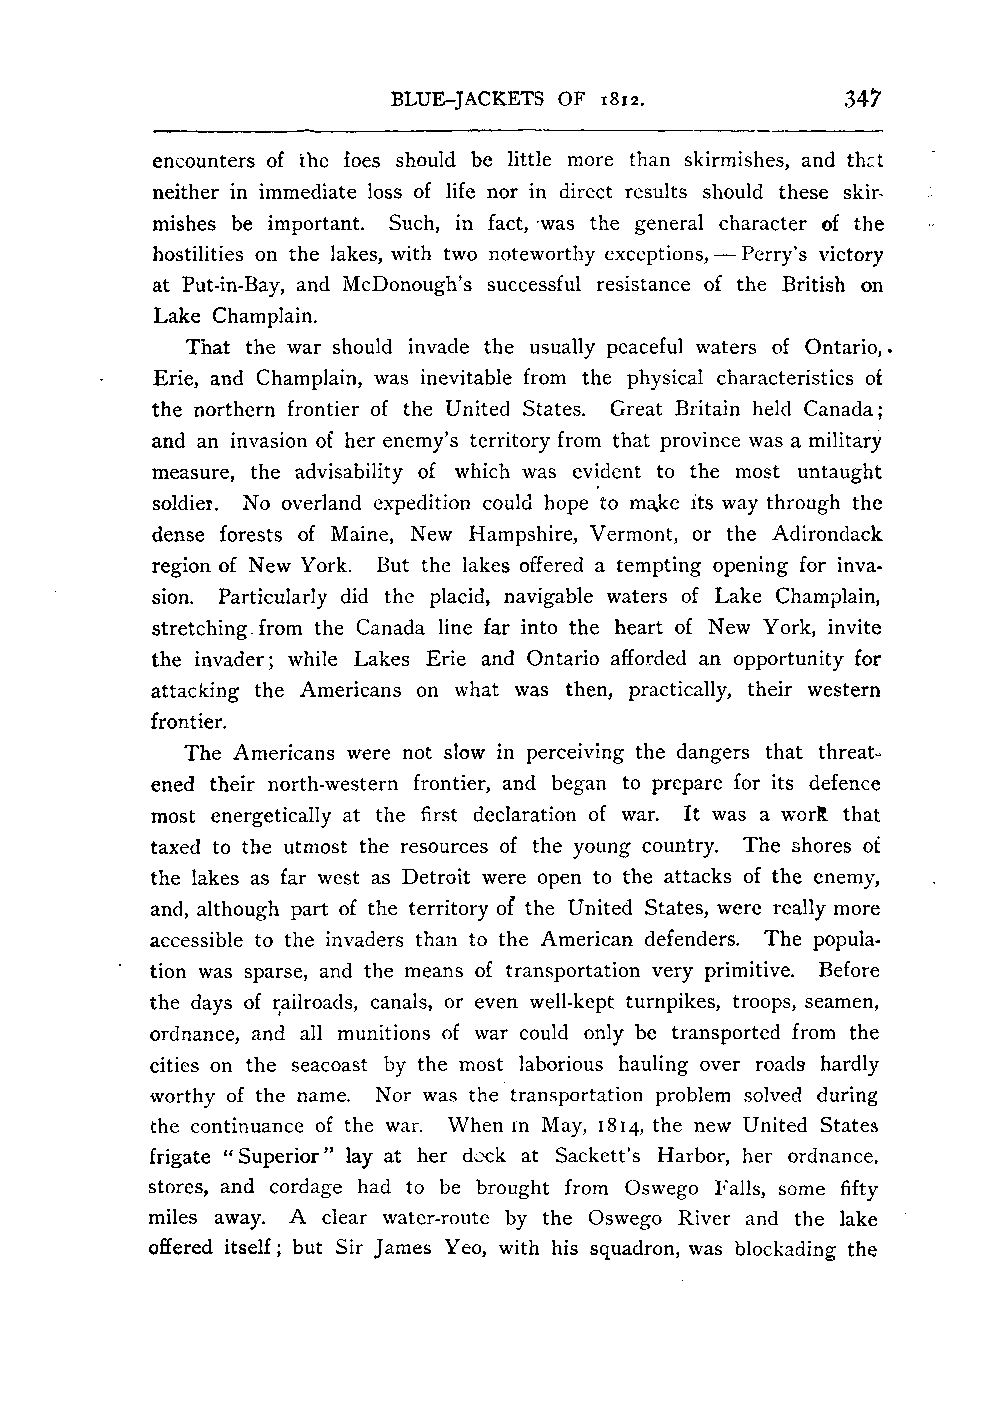 BLUE-JACKETS OF 1812. 347
encounters of the foes should be little more than skirmishes, and that
neither in immediate loss of life nor in direct results should these skir-
mishes be important. Such, in fact, was the general character of the
hostilities on the lakes, with two noteworthy exceptions, — Perry's victory
at Put-in-Bay, and McDonough's successful resistance of the British on
Lake Champlain.
That the war should invade the usually peaceful waters of Ontario,
Erie, and Champlain, was inevitable from the physical characteristics of
the northern frontier of the United States. Great Britain held Canada;
and an invasion of her enemy's territory from that province was a military
measure, the advisability of which was evident to the most untaught
soldier. No overland expedition could hope to make its way through the
dense forests of Maine, New Hampshire, Vermont, or the Adirondack
region of New York. But the lakes offered a tempting opening for inva-
sion. Particularly did the placid, navigable waters of Lake Champlain,
stretching from the Canada line far into the heart of New York, invite
the invader; while Lakes Erie and Ontario afforded an opportunity for
attacking the Americans on what was then, practically, their western
frontier.
The Americans were not slow in perceiving the dangers that threat-
ened their north-western frontier, and began to prepare for its defence
most energetically at the first declaration of war. It was a work that
taxed to the utmost the resources of the young country. The shores of
the lakes as far west as Detroit were open to the attacks of the enemy,
and, although part of the territory of the United States, were really more
accessible to the invaders than to the American defenders. The popula-
tion was sparse, and the means of transportation very primitive. Before
the days of railroads, canals, or even well-kept turnpikes, troops, seamen,
ordnance, and all munitions of war could only be transported from the
cities on the seacoast by the most laborious hauling over roads hardly
worthy of the name. Nor was the transportation problem solved during
the continuance of the war. When in May, 1814, the new United States
frigate "Superior" lay at her dock at Sackett's Harbor, her ordnance,
stores, and cordage had to be brought from Oswego Falls, some fifty
miles away. A clear water-route by the Oswego River and the lake
offered itself; but Sir James Yeo, with his squadron, was blockading the